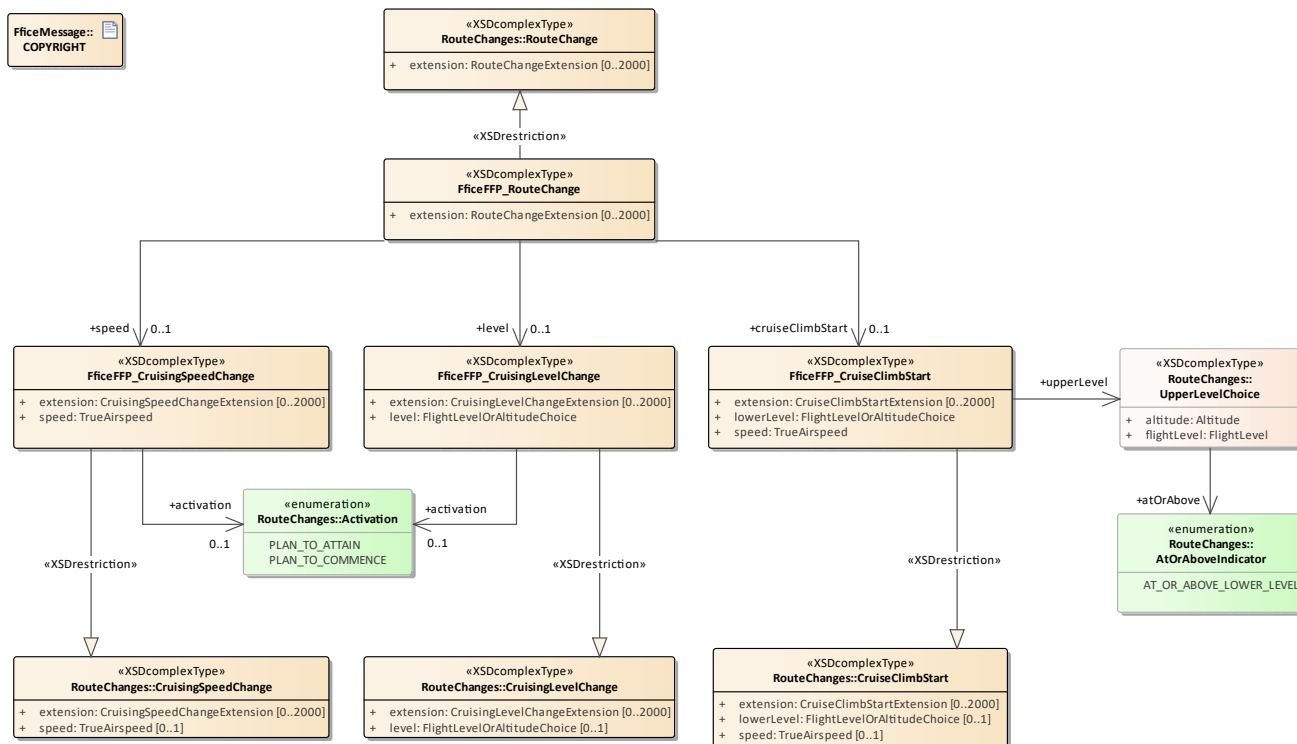 FficeMessage::
COPYRIGHT
«XSDcomplexType»
RouteChanges::RouteChange
+ extension: RouteChangeExtension [0..2000]
«XSDrestriction»
«XSDcomplexType»
FficeFFP_RouteChange
+ extension: RouteChangeExtension [0..2000]
+speed 0..1
+level 0..1
+cruiseClimbStart 0..1
«XSDcomplexType»
FficeFFP_CruisingSpeedChange
+ extension: CruisingSpeedChangeExtension [0..2000]
+ speed: TrueAirspeed
«XSDcomplexType»
FficeFFP_CruisingLevelChange
+ extension: CruisingLevelChangeExtension [0..2000]
+ level: FlightLevelOrAltitudeChoice
«XSDcomplexType»
FficeFFP_CruiseClimbStart
+ extension: CruiseClimbStartExtension [0..2000]
+ lowerLevel: FlightLevelOrAltitudeChoice
+ speed: TrueAirspeed
+upperLevel
«XSDcomplexType»
RouteChanges::
UpperLevelChoice
+ altitude: Altitude
+ flightLevel: FlightLevel
+activation
0..1
«enumeration»
RouteChanges::Activation
PLAN_TO_ATTAIN
PLAN_TO_COMMENCE
+activation
0..1
+atOrAbove
«enumeration»
RouteChanges::
AtOrAboveIndicator
AT_OR_ABOVE_LOWER_LEVEL
«XSDrestriction»
«XSDrestriction»
«XSDrestriction»
«XSDcomplexType»
RouteChanges::CruisingSpeedChange
+ extension: CruisingSpeedChangeExtension [0..2000]
+ speed: TrueAirspeed [0..1]
«XSDcomplexType»
RouteChanges::CruisingLevelChange
+ extension: CruisingLevelChangeExtension [0..2000]
+ level: FlightLevelOrAltitudeChoice [0..1]
«XSDcomplexType»
RouteChanges::CruiseClimbStart
+ extension: CruiseClimbStartExtension [0..2000]
+ lowerLevel: FlightLevelOrAltitudeChoice [0..1]
+ speed: TrueAirspeed [0..1]